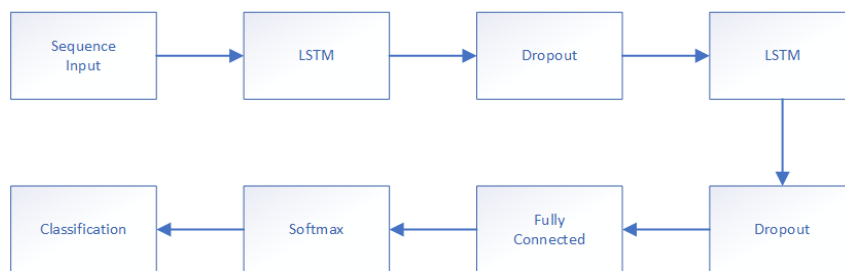 Sequence
Input
LSTM
Dropout
LSTM
Classification
Softmax
Fully
Connected
Dropout